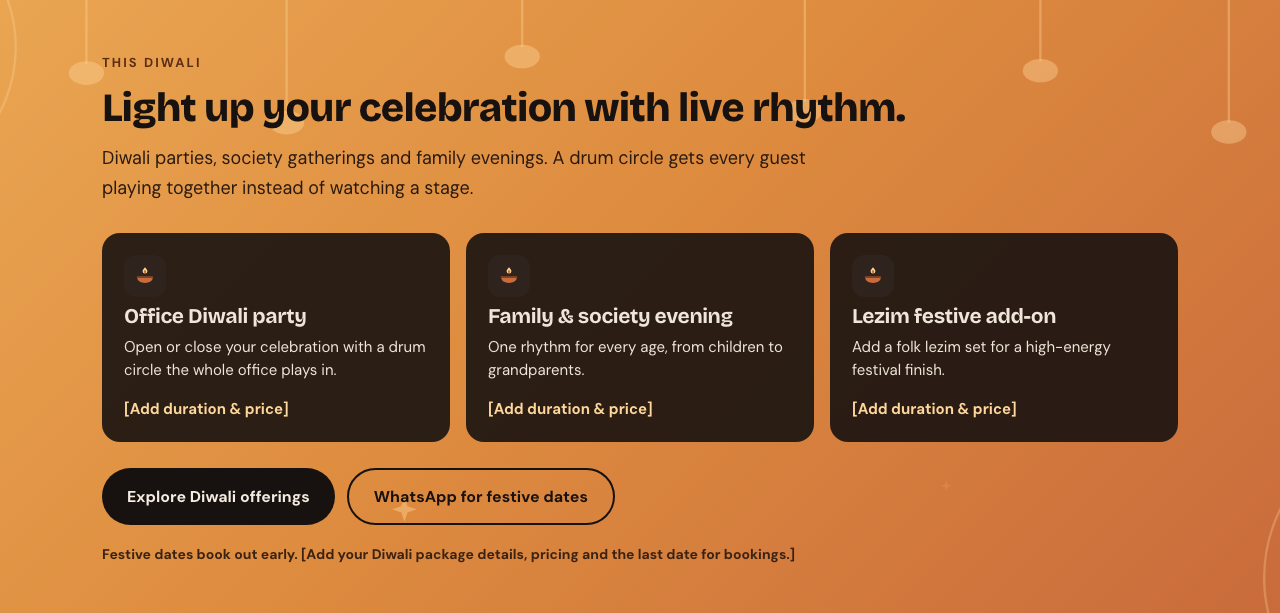 THIS DIWALI
Light up your celebration with live rhythm.
Diwali parties, society gatherings and family evenings. A drum circle gets every guest
playing together instead of watching a stage.
Office Diwali party
Open or close your celebration with a drum
circle the whole office plays in.
[Add duration & price]
Family & society evening
One rhythm for every age, from children to
grandparents.
[Add duration & price]
Lezim festive add-on
Add a folk lezim set for a high-energy
festival finish.
[Add duration & price]
Explore Diwali offerings
WhatsApp for festive dates
Festive dates book out early. [Add your Diwali package details, pricing and the last date for bookings.]